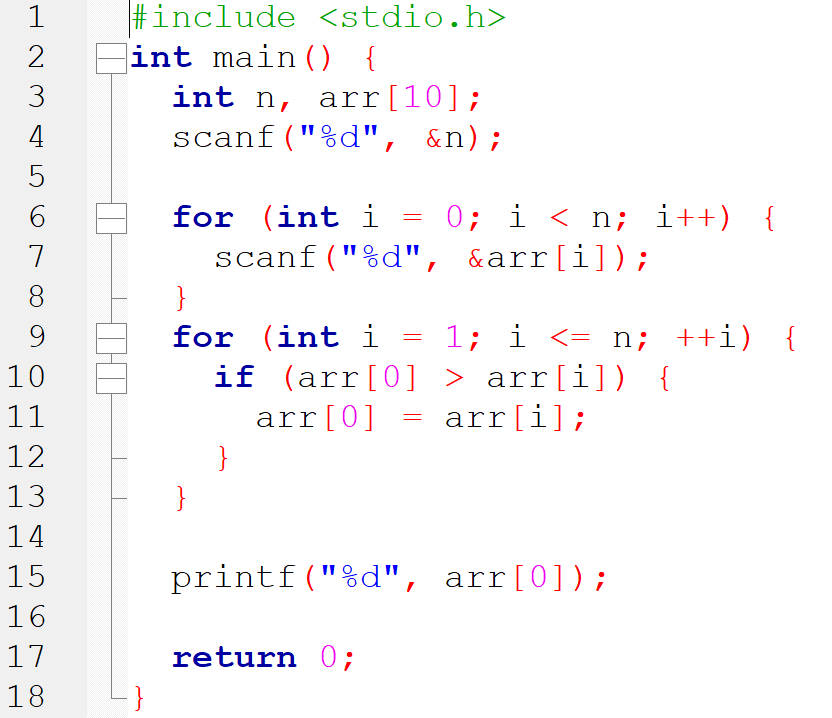 1 #include <stdio.h>
2 int main() {
3   int n, arr[10];
4   scanf("%d", &n);
5
6   for (int i = 0; i < n; i++) {
7     scanf("%d", &arr[i]);
8   }
9   for (int i = 1; i <= n; ++i) {
10     if (arr[0] > arr[i]) {
11       arr[0] = arr[i];
12     }
13   }
14
15   printf("%d", arr[0]);
16
17   return 0;
18 }